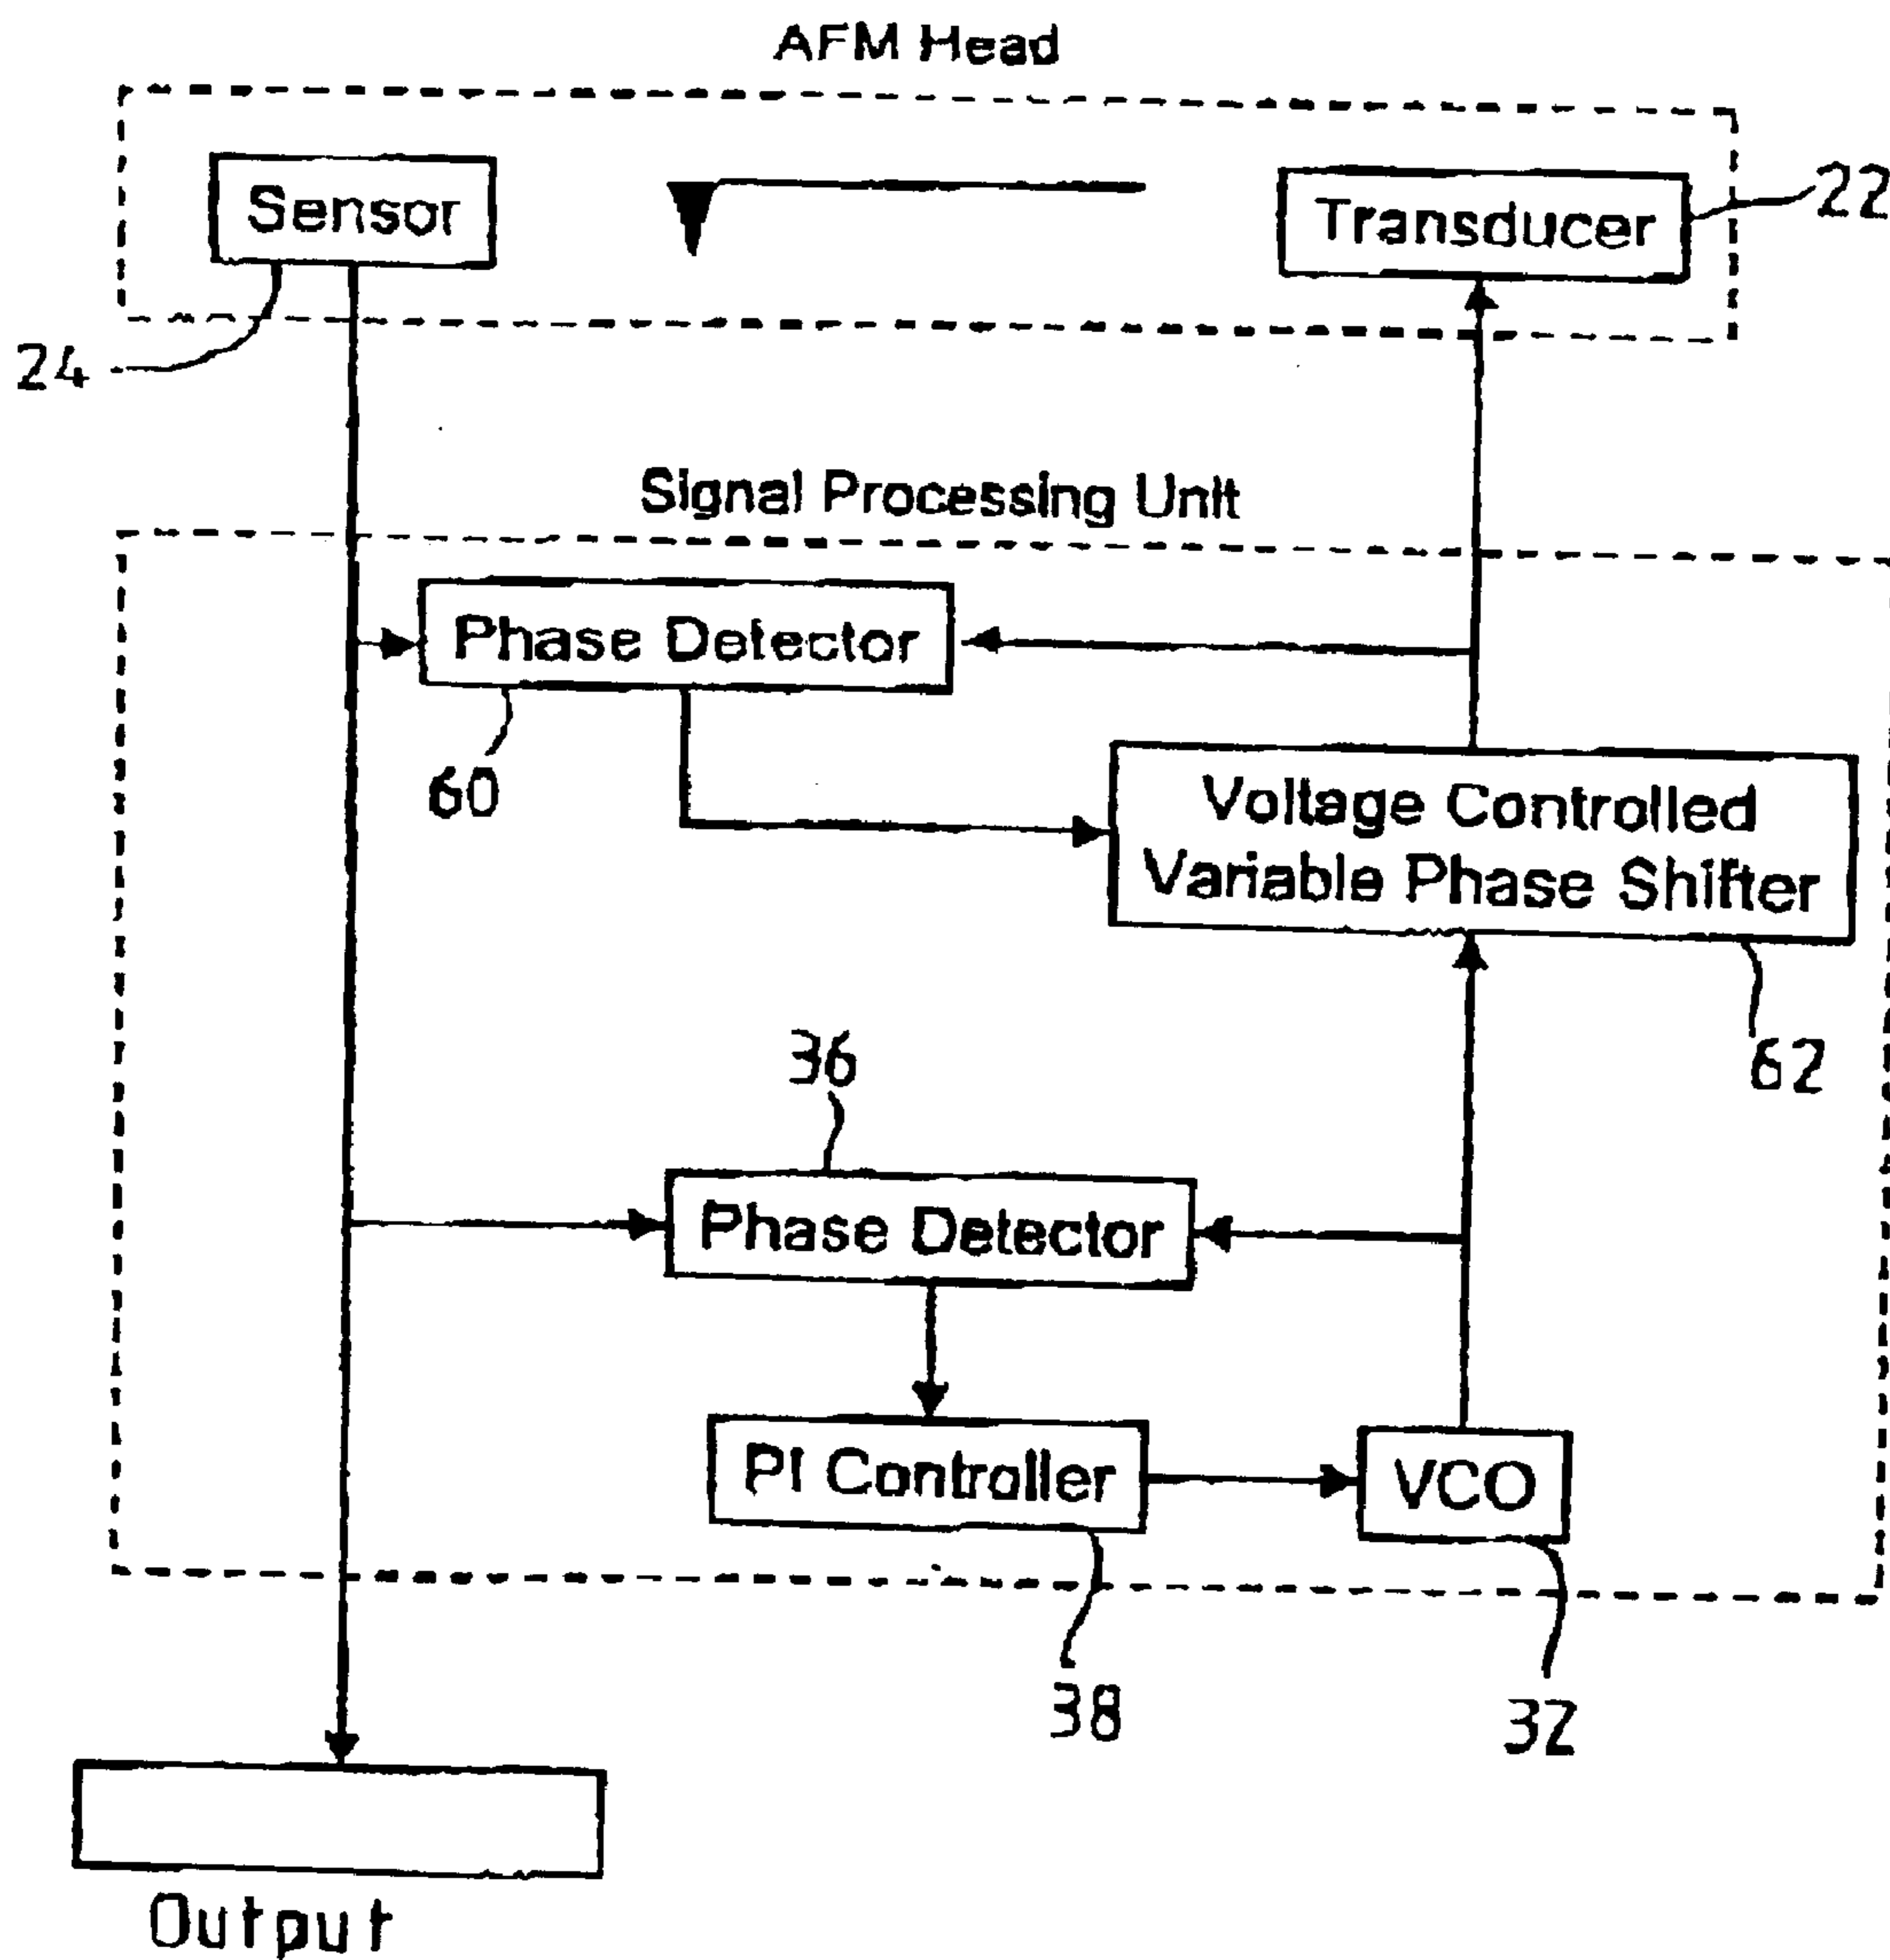 AFM Head
Sensor
Transducer
22
24
Signal Processing Unit
Phase Detector
60
Voltage Controlled
Variable Phase Shifter
62
36
Phase Detector
PI Controller
VCO
38
32
Output